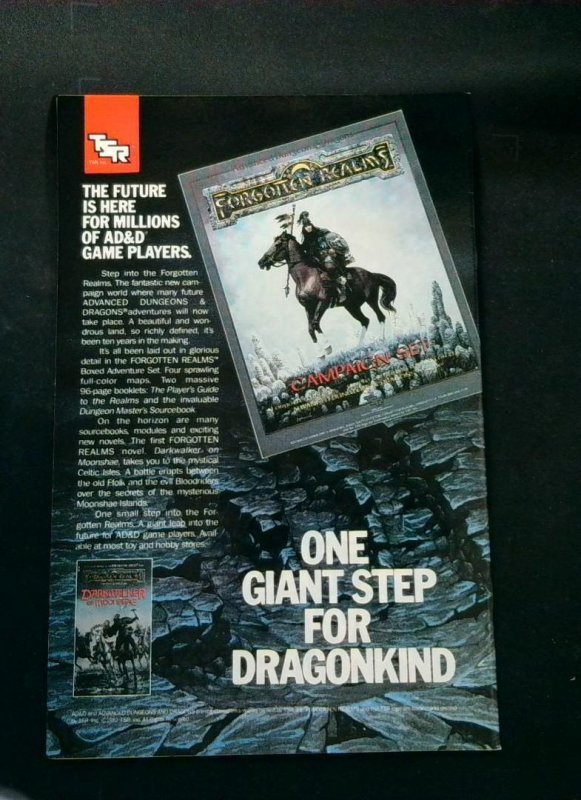 TSR
THE FUTURE
IS HERE
FOR MILLIONS
OF AD&D
GAME PLAYERS.
Step into the Forgotten
Realms. The fantastic new cam-
paign world where many future
ADVANCED DUNGEONS &
DRAGONS® adventures will now
take place. A beautiful and won-
drous land, so richly defined, it's
been ten years in the making.
It's all been laid out in glorious
detail in the FORGOTTEN REALMS™
Boxed Adventure Set. Four sprawling
full-color maps. Two massive
96-page booklets: The Player's Guide
to the Realms and the invaluable
Dungeon Master's Sourcebook
On the horizon are many
sourcebooks, modules and exciting
new novels. The first FORGOTTEN
REALMS novel, Darkwalker on
Moonshae, takes you to the mystical
Celtic Isles. A battle erupts between
the old Ffolk and the evil Bloodriders
over the secrets of the mysterious
Moonshae Islands.
One small step into the For-
gotten Realms. A giant leap into the
future for AD&D game players. Avail-
able at most toy and hobby stores.
FORGOTTEN REALMS
CAMPAIGN SET
FORGOTTEN REALMS
DARKWALKER
ON MOONSHAE
ONE
GIANT STEP
FOR
DRAGONKIND